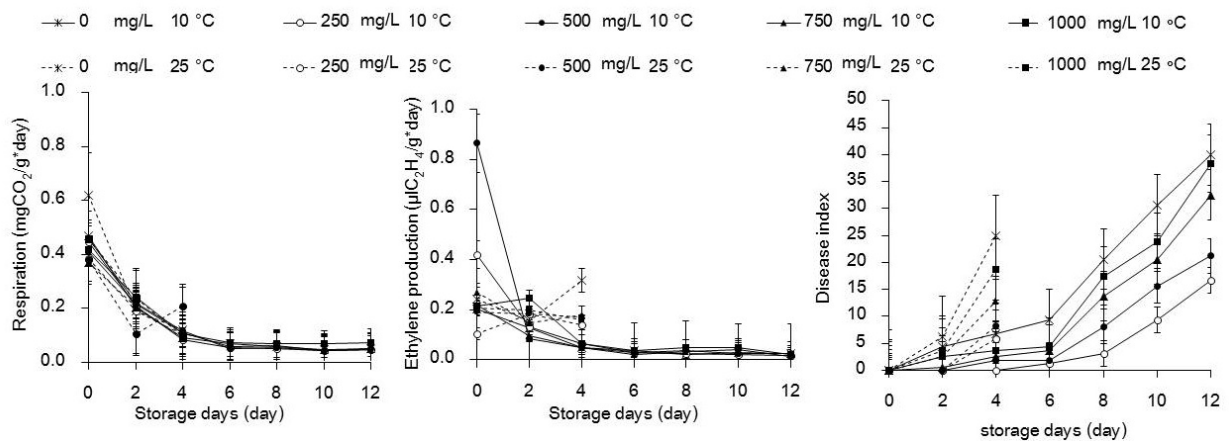 0 mg/L 10 °C 250 mg/L 10 °C 500 mg/L 10 °C 750 mg/L 10 °C 1000 mg/L 10 °C
0 mg/L 25 °C 250 mg/L 25 °C 500 mg/L 25 °C 750 mg/L 25 °C 1000 mg/L 25 °C
Respiration (mgCO₂/g*day)
1.0
0.8
0.6
0.4
0.2
0.0
0 2 4 6 8 10 12
Storage days (day)
Ethylene production (µlC₂H₄/g*day)
1.0
0.8
0.6
0.4
0.2
0.0
0 2 4 6 8 10 12
Storage days (day)
Disease index
50
45
40
35
30
25
20
15
10
5
0
0 2 4 6 8 10 12
storage days (day)